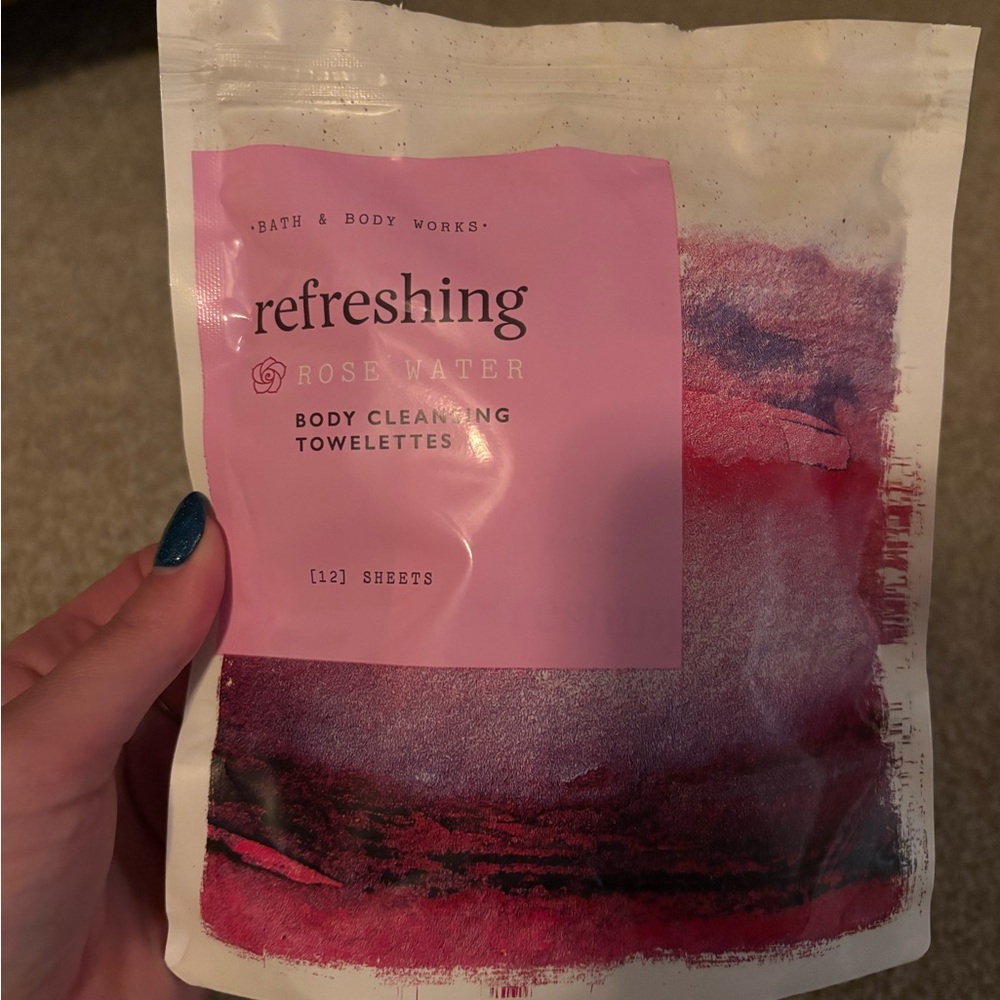 ·BATH & BODY WORKS·
refreshing
ROSE WATER
BODY CLEANSING
TOWELETTES
[12] SHEETS